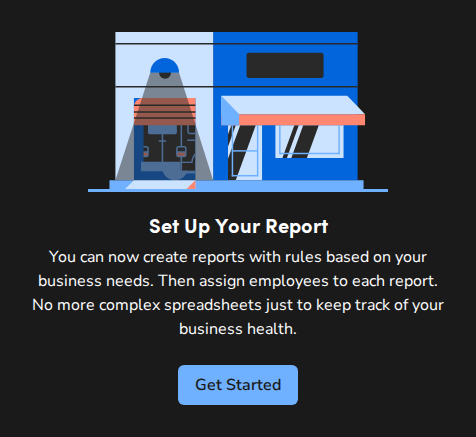 Set Up Your Report
You can now create reports with rules based on your
business needs. Then assign employees to each report.
No more complex spreadsheets just to keep track of your
business health.
Get Started